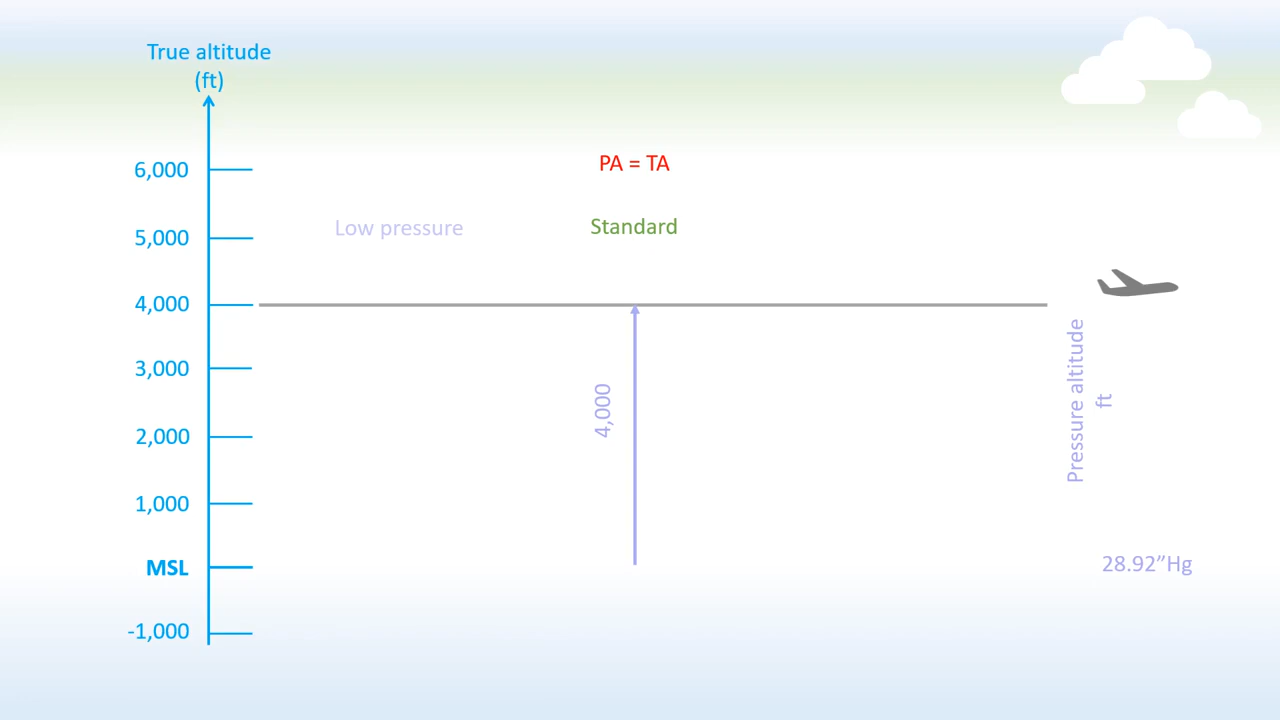 True altitude
(ft)
6,000
5,000
4,000
3,000
2,000
1,000
MSL
-1,000
PA = TA
Low pressure
Standard
4,000
Pressure altitude
ft
28.92”Hg